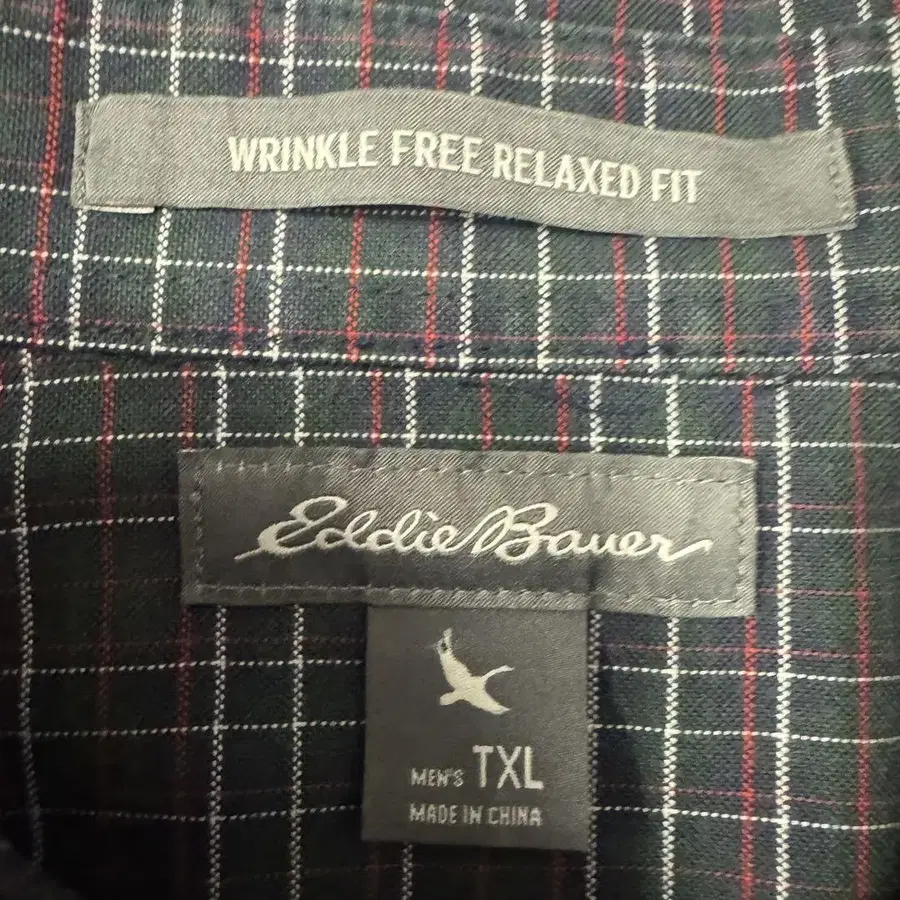 WRINKLE FREE RELAXED FIT
Eddie Bauer
MEN'S TXL
MADE IN CHINA